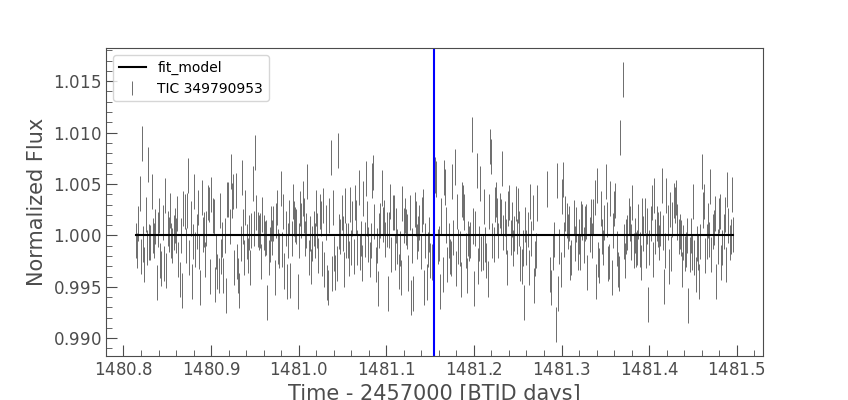 fit_model
TIC 349790953
1.015
1.010
1.005
1.000
0.995
0.990
Normalized Flux
1480.8 1480.9 1481.0 1481.1 1481.2 1481.3 1481.4 1481.5
Time - 2457000 [BTJD days]